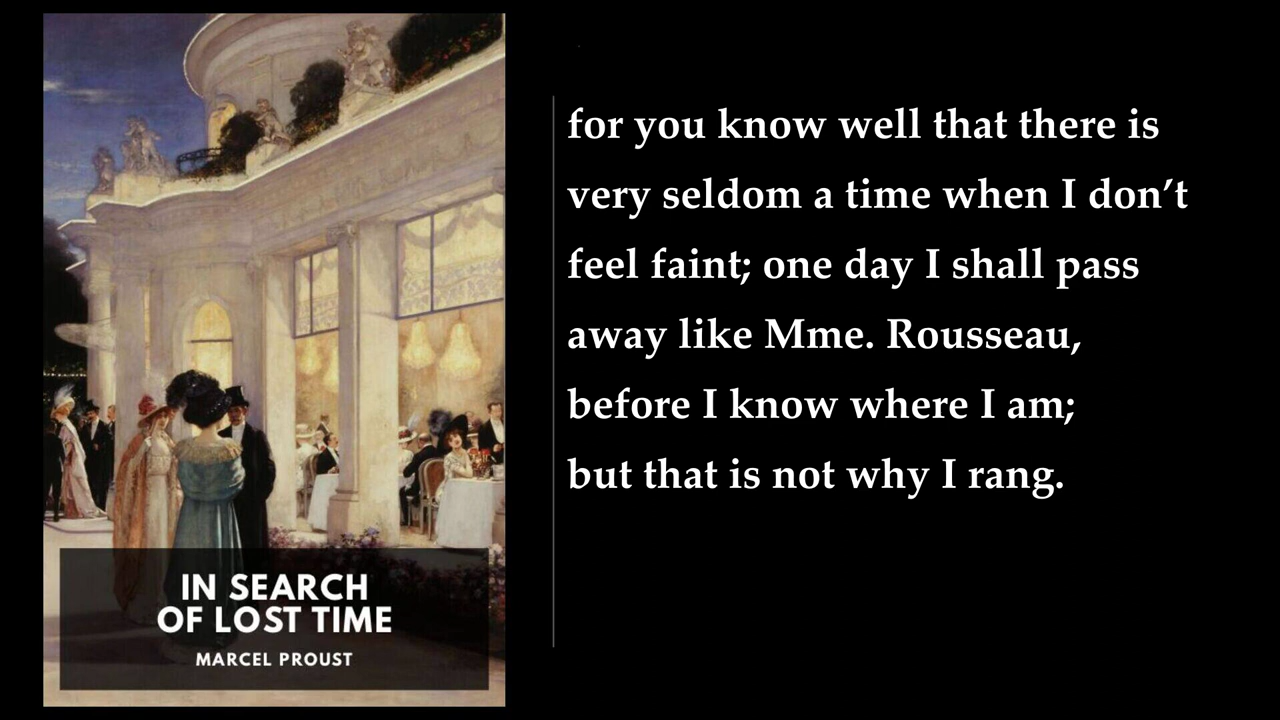 for you know well that there is
very seldom a time when I don’t
feel faint; one day I shall pass
away like Mme. Rousseau,
before I know where I am;
but that is not why I rang.
IN SEARCH
OF LOST TIME
MARCEL PROUST